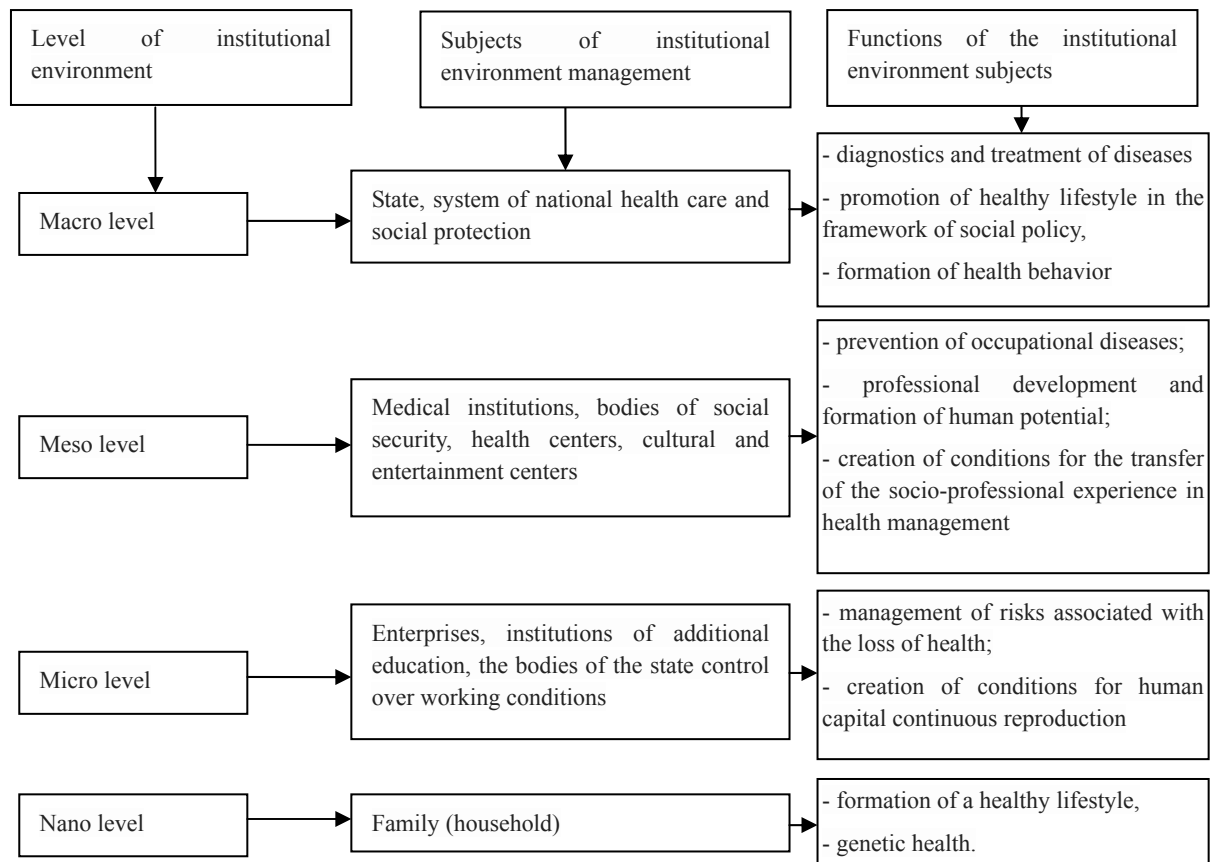 Level of institutional
environment
Subjects of institutional
environment management
Functions of the institutional
environment subjects
Macro level
State, system of national health care and
social protection
- diagnostics and treatment of diseases
- promotion of healthy lifestyle in the
framework of social policy,
- formation of health behavior
Meso level
Medical institutions, bodies of social
security, health centers, cultural and
entertainment centers
- prevention of occupational diseases;
- professional development and
formation of human potential;
- creation of conditions for the transfer
of the socio-professional experience in
health management
Micro level
Enterprises, institutions of additional
education, the bodies of the state control
over working conditions
- management of risks associated with
the loss of health;
- creation of conditions for human
capital continuous reproduction
Nano level
Family (household)
- formation of a healthy lifestyle,
- genetic health.